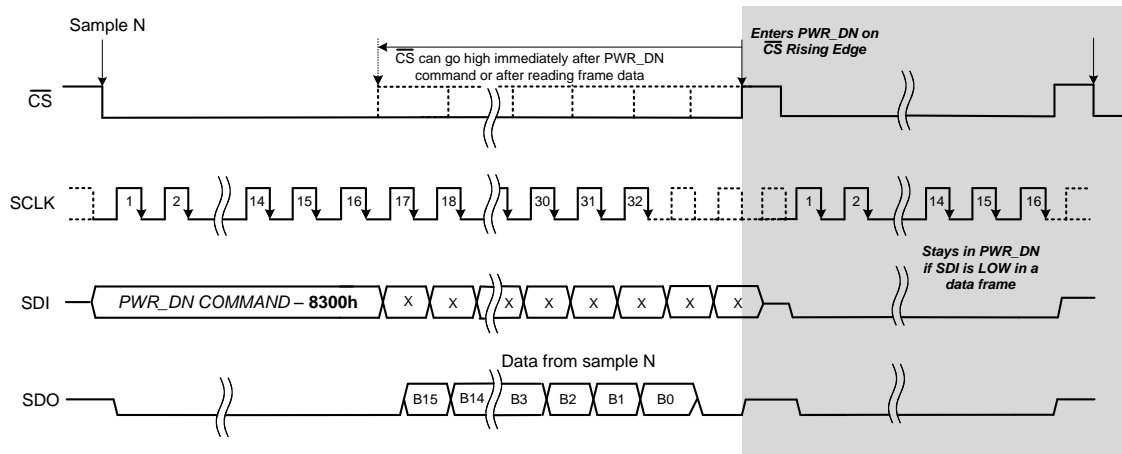 Sample N
CS can go high immediately after PWR_DN
command or after reading frame data
Enters PWR_DN on
CS Rising Edge
CS
SCLK
1 2 14 15 16 17 18 30 31 32 1 2 14 15 16
Stays in PWR_DN
if SDI is LOW in a
data frame
SDI
PWR_DN COMMAND – 8300h X X X X X X X X
Data from sample N
SDO
B15 B14 B3 B2 B1 B0